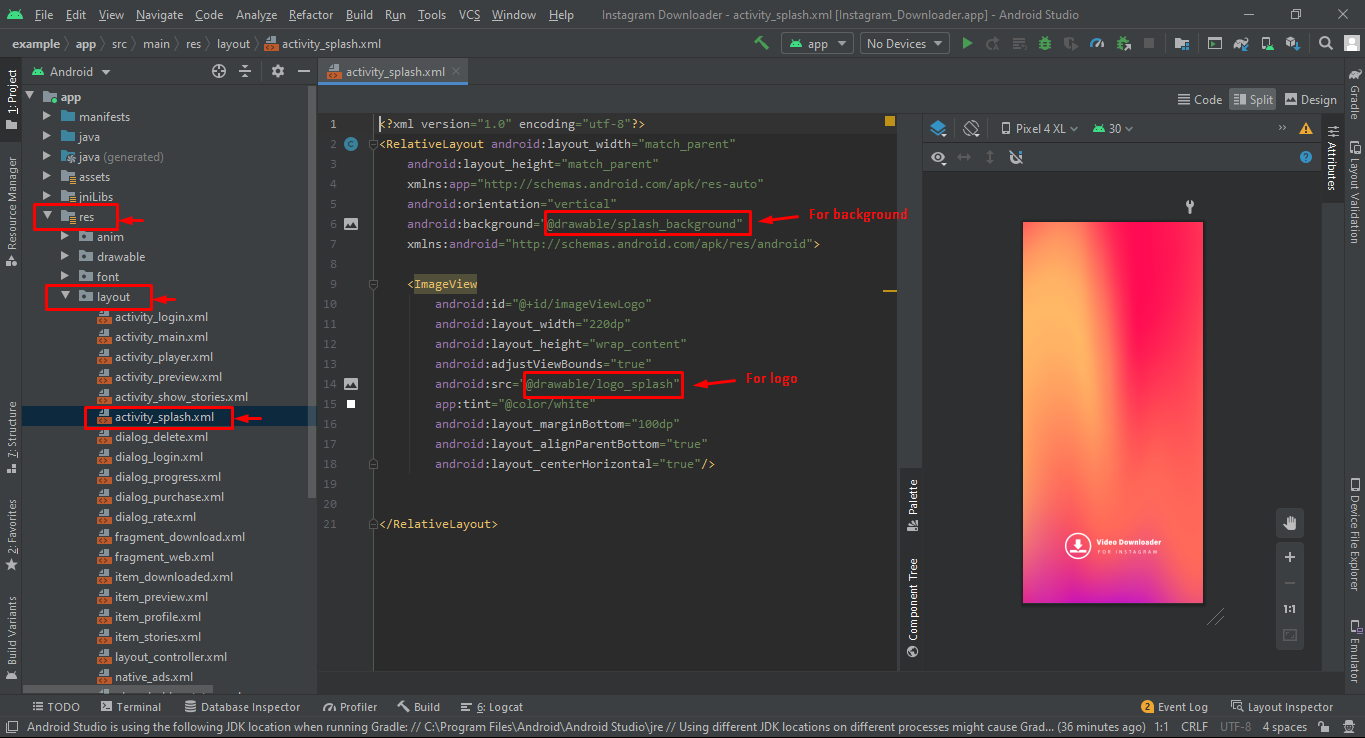 File Edit View Navigate Code Analyze Refactor Build Run Tools VCS Window Help Instagram Downloader - activity_splash.xml [Instagram_Downloader.app] - Android Studio
example app src main res layout activity_splash.xml app No Devices
1: Project
Resource Manager
7: Structure
2: Favorites
Build Variants
Android
app
manifests
java
java (generated)
assets
jniLibs
res
anim
drawable
font
layout
activity_login.xml
activity_main.xml
activity_player.xml
activity_preview.xml
activity_show_stories.xml
activity_splash.xml
dialog_delete.xml
dialog_login.xml
dialog_progress.xml
dialog_purchase.xml
dialog_rate.xml
fragment_download.xml
fragment_web.xml
item_downloaded.xml
item_preview.xml
item_profile.xml
item_stories.xml
layout_controller.xml
native_ads.xml
activity_splash.xml
Code Split Design
1 <?xml version="1.0" encoding="utf-8"?>
2 <RelativeLayout android:layout_width="match_parent"
3 android:layout_height="match_parent"
4 xmlns:app="http://schemas.android.com/apk/res-auto"
5 android:orientation="vertical"
6 android:background="@drawable/splash_background"
For background
7 xmlns:android="http://schemas.android.com/apk/res/android">
8
9 <ImageView
10 android:id="@+id/imageViewLogo"
11 android:layout_width="220dp"
12 android:layout_height="wrap_content"
13 android:adjustViewBounds="true"
14 android:src="@drawable/logo_splash"
For logo
15 app:tint="@color/white"
16 android:layout_marginBottom="100dp"
17 android:layout_alignParentBottom="true"
18 android:layout_centerHorizontal="true"/>
19
20
21 </RelativeLayout>
Palette
Component Tree
Pixel 4 XL 30
Video Downloader
FOR INSTAGRAM
1:1
Attributes
Gradle
Layout Validation
Device File Explorer
Emulator
TODO Terminal Database Inspector Profiler Build 6: Logcat 2 Event Log Layout Inspector
Android Studio is using the following JDK location when running Gradle: // C:\Program Files\Android\Android Studio\jre // Using different JDK locations on different processes might cause Grad... (36 minutes ago) 1:1 CRLF UTF-8 4 spaces